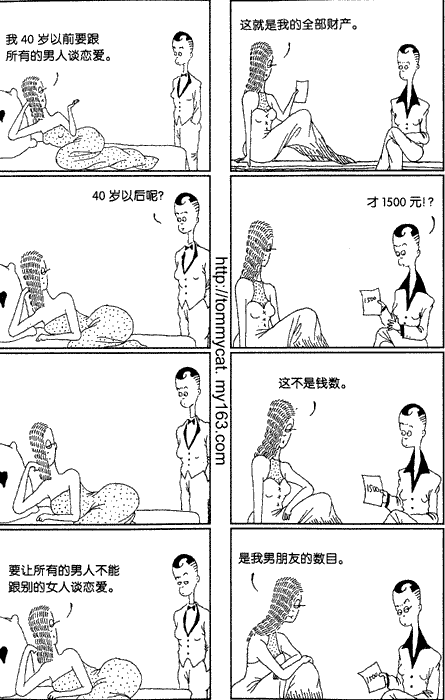 我 40 岁以前要跟
所有的男人谈恋爱。
40 岁以后呢?
要让所有的男人不能
跟别的女人谈恋爱。
http://tommycat.my163.com
这就是我的全部财产。
才 1500 元!?
1500
这不是钱数。
1500
是我男朋友的数目。
1500